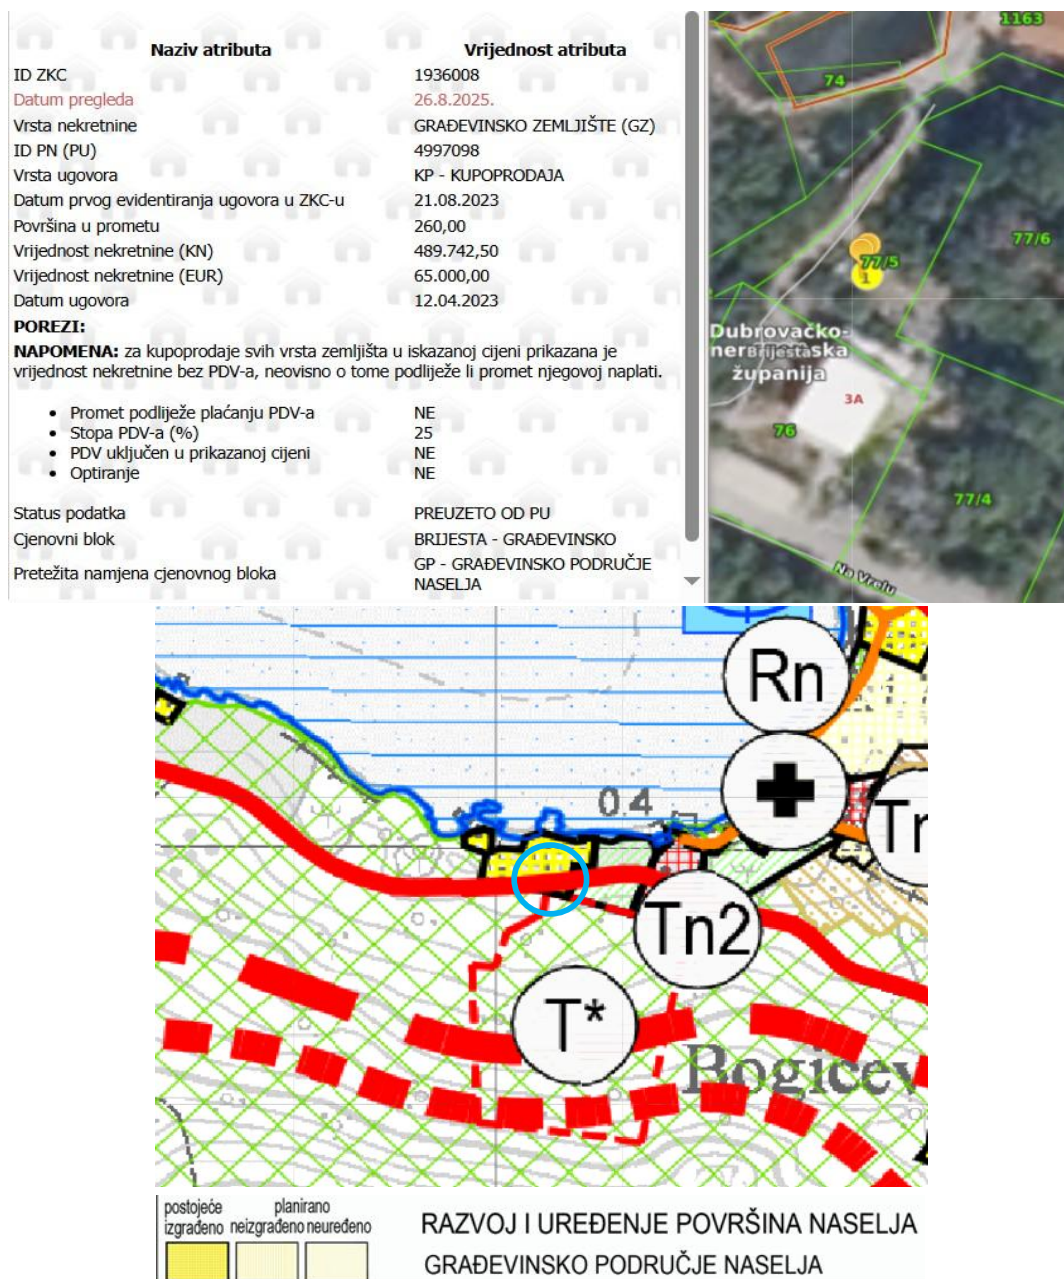 Naziv atributa Vrijednost atributa
ID ZKC 1936008
Datum pregleda 26.8.2025.
Vrsta nekretnine GRAĐEVINSKO ZEMLJIŠTE (GZ)
ID PN (PU) 4997098
Vrsta ugovora KP - KUPOPRODAJA
Datum prvog evidentiranja ugovora u ZKC-u 21.08.2023
Površina u prometu 260,00
Vrijednost nekretnine (KN) 489.742,50
Vrijednost nekretnine (EUR) 65.000,00
Datum ugovora 12.04.2023
POREZI:
NAPOMENA: za kupoprodaje svih vrsta zemljišta u iskazanoj cijeni prikazana je
vrijednost nekretnine bez PDV-a, neovisno o tome podliježe li promet njegovoj naplati.
• Promet podliježe plaćanju PDV-a NE
• Stopa PDV-a (%) 25
• PDV uključen u prikazanoj cijeni NE
• Optiranje NE
Status podatka PREUZETO OD PU
Cjenovni blok BRIJESTA - GRAĐEVINSKO
Pretežita namjena cjenovnog bloka GP - GRAĐEVINSKO PODRUČJE
NASELJA
1163
74
77/6
77/5
1
Dubrovačko-
neretvaska
Brijesta
županija
3A
76
77/4
Na Vrelu
Rn
04
Tn2
T*
Bogičev
postojeće planirano
izgrađeno neizgrađeno neuređeno
RAZVOJ I UREĐENJE POVRŠINA NASELJA
GRAĐEVINSKO PODRUČJE NASELJA